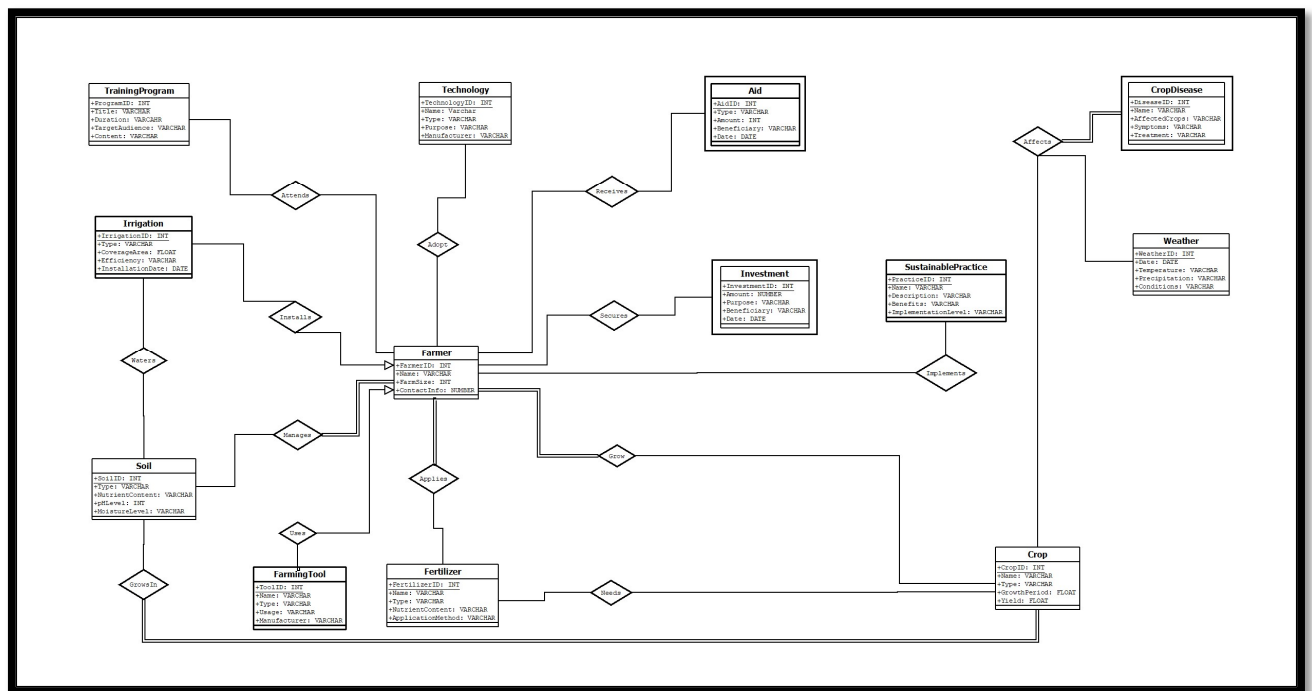 TrainingProgram
+ProgramID: INT
+Title: VARCHAR
+Duration: VARCAHR
+TargetAudience: VARCHAR
+Content: VARCHAR
Technology
+TechnologyID: INT
+Name: Varchar
+Type: VARCHAR
+Purpose: VARCHAR
+Manufacturer: VARCHAR
Aid
+AidID: INT
+Type: VARCHAR
+Amount: INT
+Beneficiary: VARCHAR
+Date: DATE
CropDisease
+DiseaseID: INT
+Name: VARCHAR
+AffectedCrops: VARCHAR
+Symptoms: VARCHAR
+Treatment: VARCHAR
Affects
Attends
Receives
Irrigation
+IrrigationID: INT
+Type: VARCHAR
+CoverageArea: FLOAT
+Efficiency: VARCHAR
+InstallationDate: DATE
Adopt
Weather
+WeatherID: INT
+Date: DATE
+Temperature: VARCHAR
+Precipitation: VARCHAR
+Conditions: VARCHAR
Investment
+InvestmentID: INT
+Amount: NUMBER
+Purpose: VARCHAR
+Beneficiary: VARCHAR
+Date: DATE
SustainablePractice
+PracticeID: INT
+Name: VARCHAR
+Description: VARCHAR
+Benefits: VARCHAR
+ImplementationLevel: VARCHAR
Installs
Secures
Waters
Farmer
+FarmerID: INT
+Name: VARCHAR
+FarmSize: INT
+ContactInfo: NUMBER
Implements
Manages
Grow
Soil
+SoilID: INT
+Type: VARCHAR
+NutrientContent: VARCHAR
+pHLevel: INT
+MoistureLevel: VARCHAR
Applies
Uses
GrowsIn
FarmingTool
+ToolID: INT
+Name: VARCHAR
+Type: VARCHAR
+Usage: VARCHAR
+Manufacturer: VARCHAR
Fertilizer
+FertilizerID: INT
+Name: VARCHAR
+Type: VARCHAR
+NutrientContent: VARCHAR
+ApplicationMethod: VARCHAR
Needs
Crop
+CropID: INT
+Name: VARCHAR
+Type: VARCHAR
+GrowthPeriod: FLOAT
+Yield: FLOAT